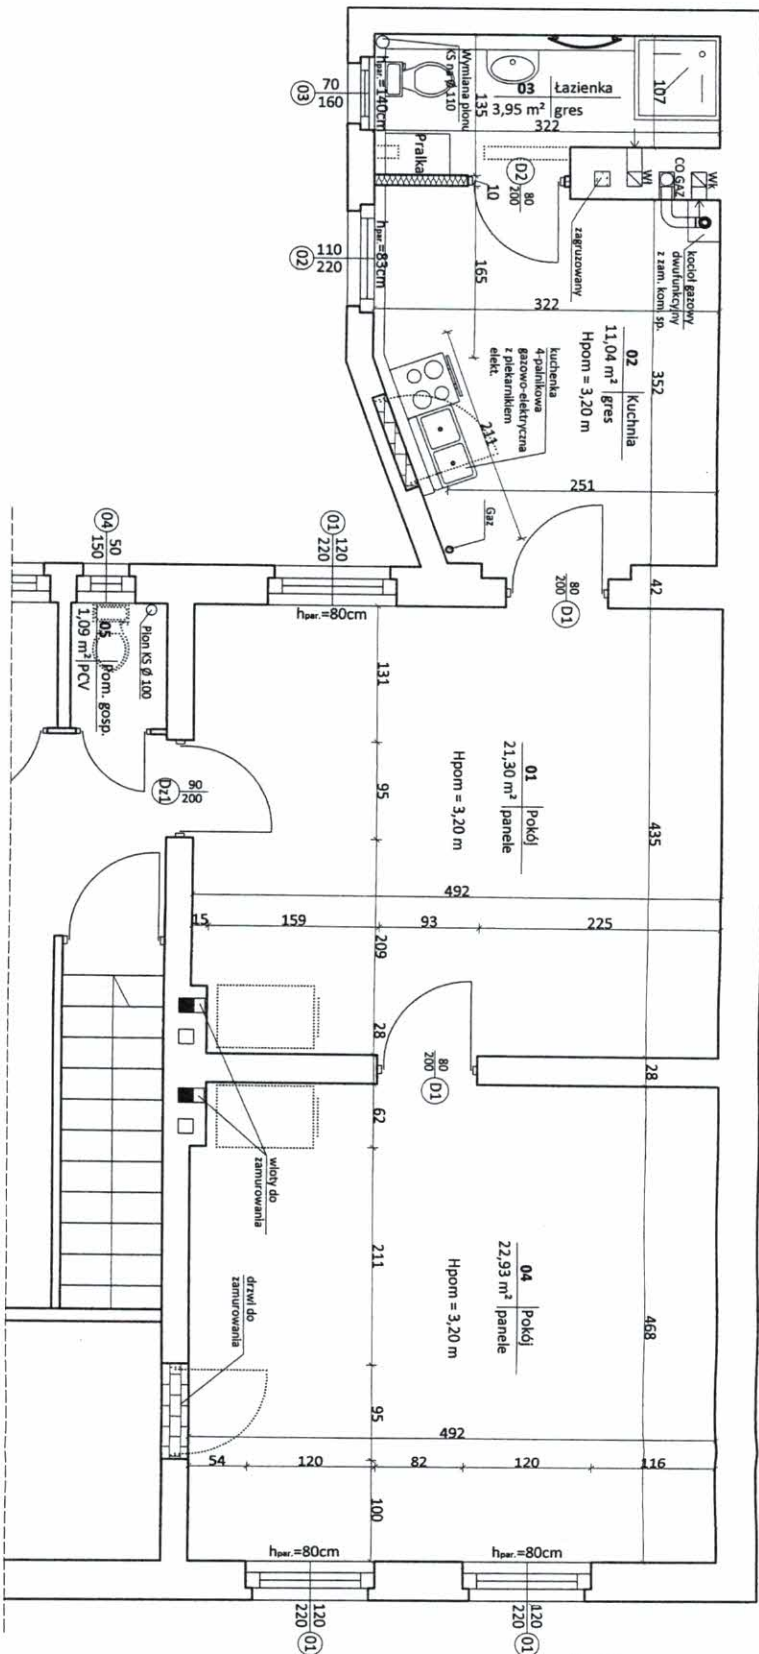 03 | Łazienka
3,95 m² | gres
107
322
135
Wymiana pionu
KS na Ø 110
hpar.=140cm
70
160
03
Pralka
10
D2
80
200
zagruzowany
Wł
CO GAZ
Wk
kocioł gazowy
dwufunkcyjny
z zam. kom. sp.
110
220
02
hpar.=83cm
165
322
02 | Kuchnia
11,04 m² | gres
Hpom = 3,20 m
352
kuchenka
4-palnikowa
gazowo-elektryczna
z piekarnikiem
elekt.
211
251
Gaz
80
200
D1
42
01
120
220
hpar.=80cm
04
50
150
05 | Pom. gosp.
1,09 m² | PCV
Pion KS Ø 100
131
95
Dz1
90
200
01 | Pokój
21,30 m² | panele
Hpom = 3,20 m
435
492
15
159
93
225
209
28
28
80
200
D1
62
wloty do
zamurowania
211
04 | Pokój
22,93 m² | panele
Hpom = 3,20 m
468
drzwi do
zamurowania
95
492
54
120
82
120
116
100
hpar.=80cm
hpar.=80cm
120
220
01
120
220
01